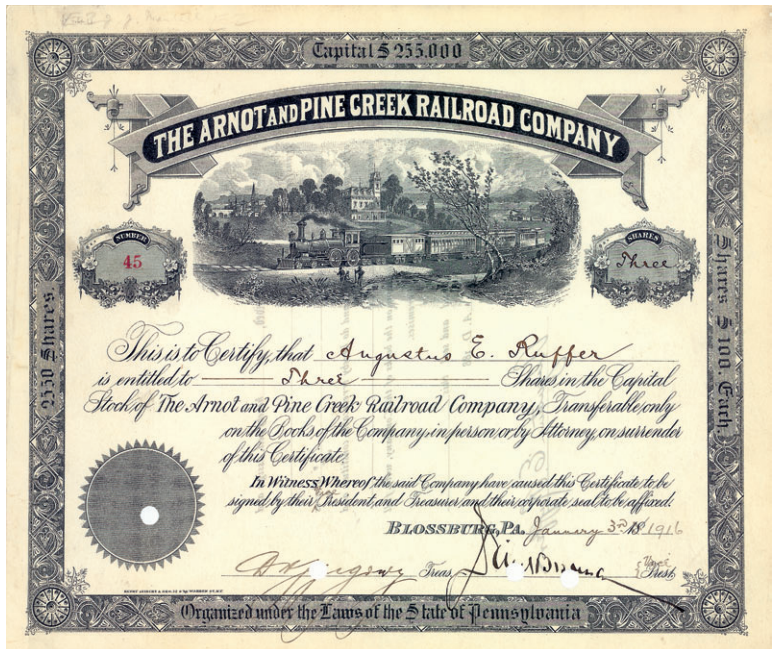 Capital $255.000
THE ARNOT AND PINE CREEK RAILROAD COMPANY
NUMBER
45
SHARES
Three
2550 Shares.
Shares $100. Each.
This is to Certify, that Augustus E. Ruffer
is entitled to Three Shares in the Capital
Stock of The Arnot and Pine Creek Railroad Company, Transferable only
on the Books of the Company, in person or by Attorney, on surrender
of this Certificate.
In Witness Whereof, the said Company have caused this Certificate to be
signed by their President, and Treasurer and their corporate seal to be affixed.
BLOSSBURG, PA. January 3rd 18 1916
Treas. Vice Prest.
Organized under the Laws of the State of Pennsylvania